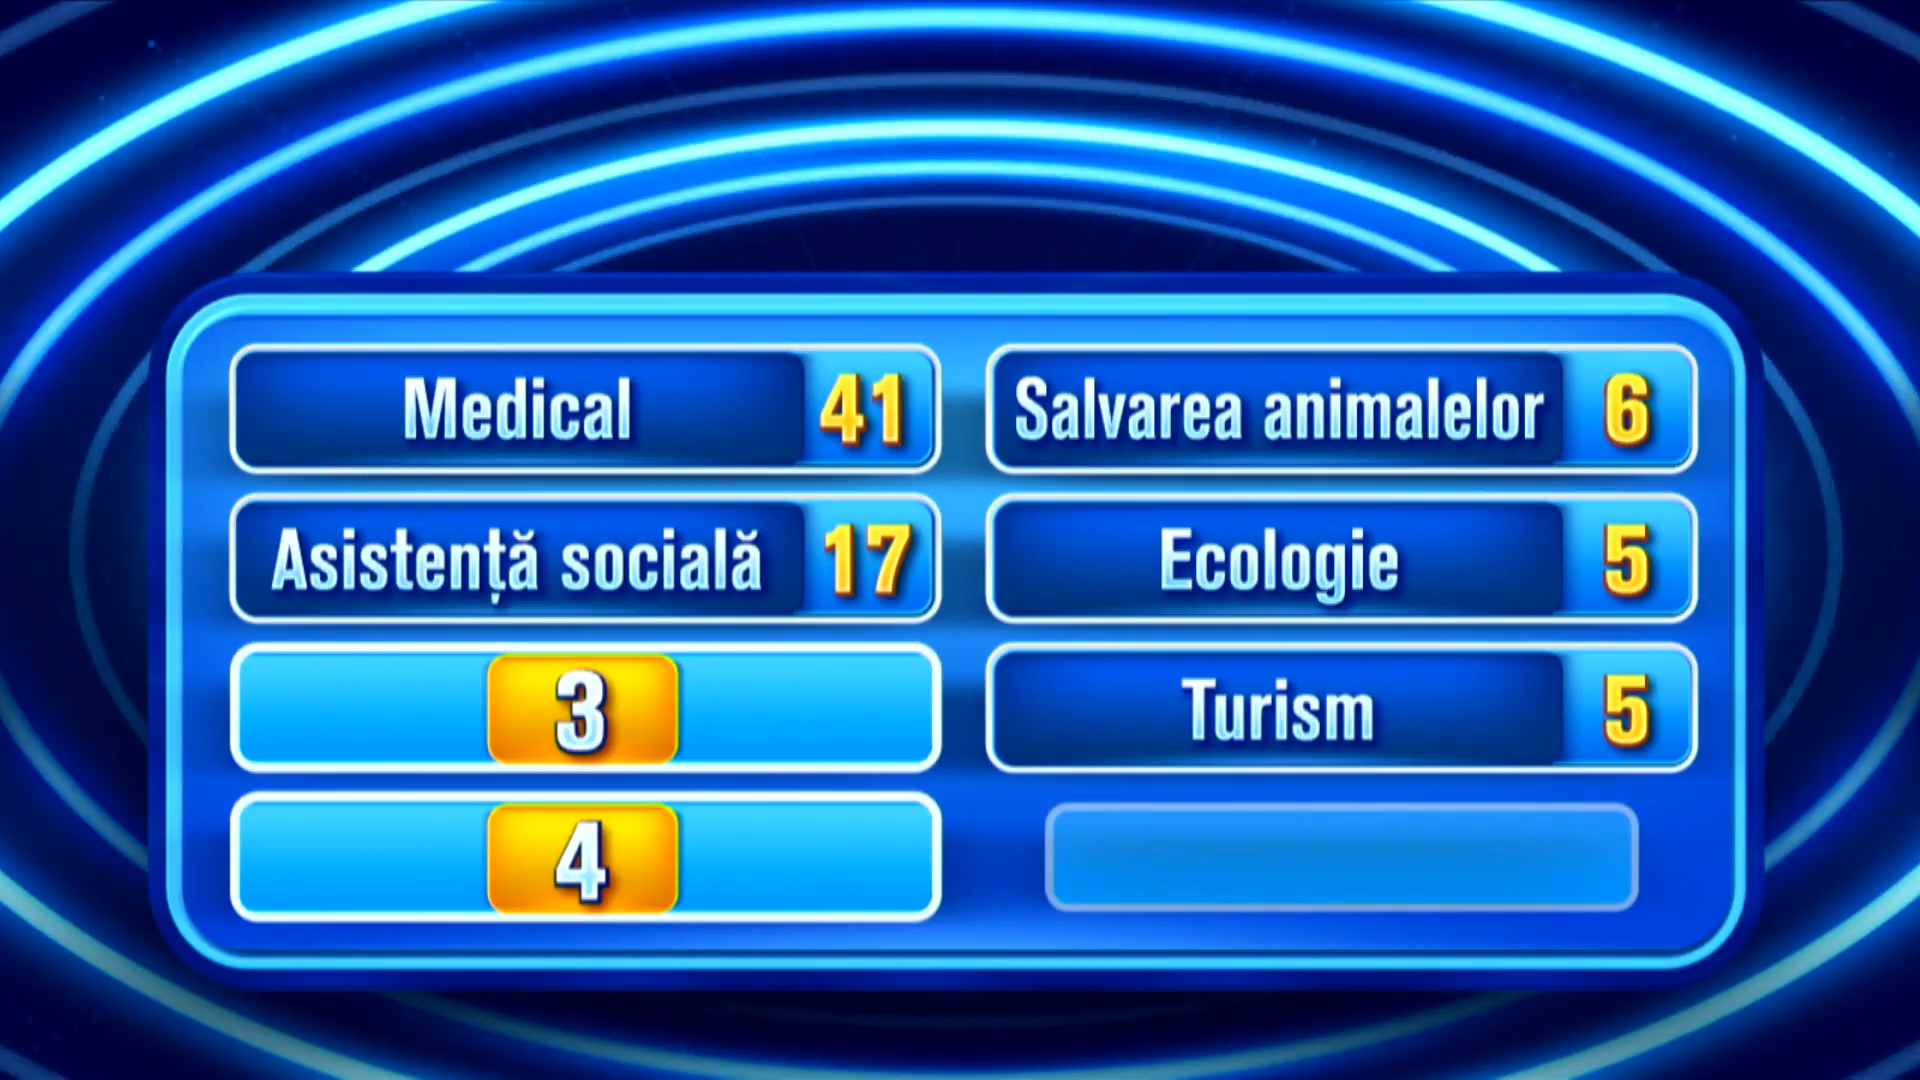 Medical 41
Asistență socială 17
3
4
Salvarea animalelor 6
Ecologie 5
Turism 5